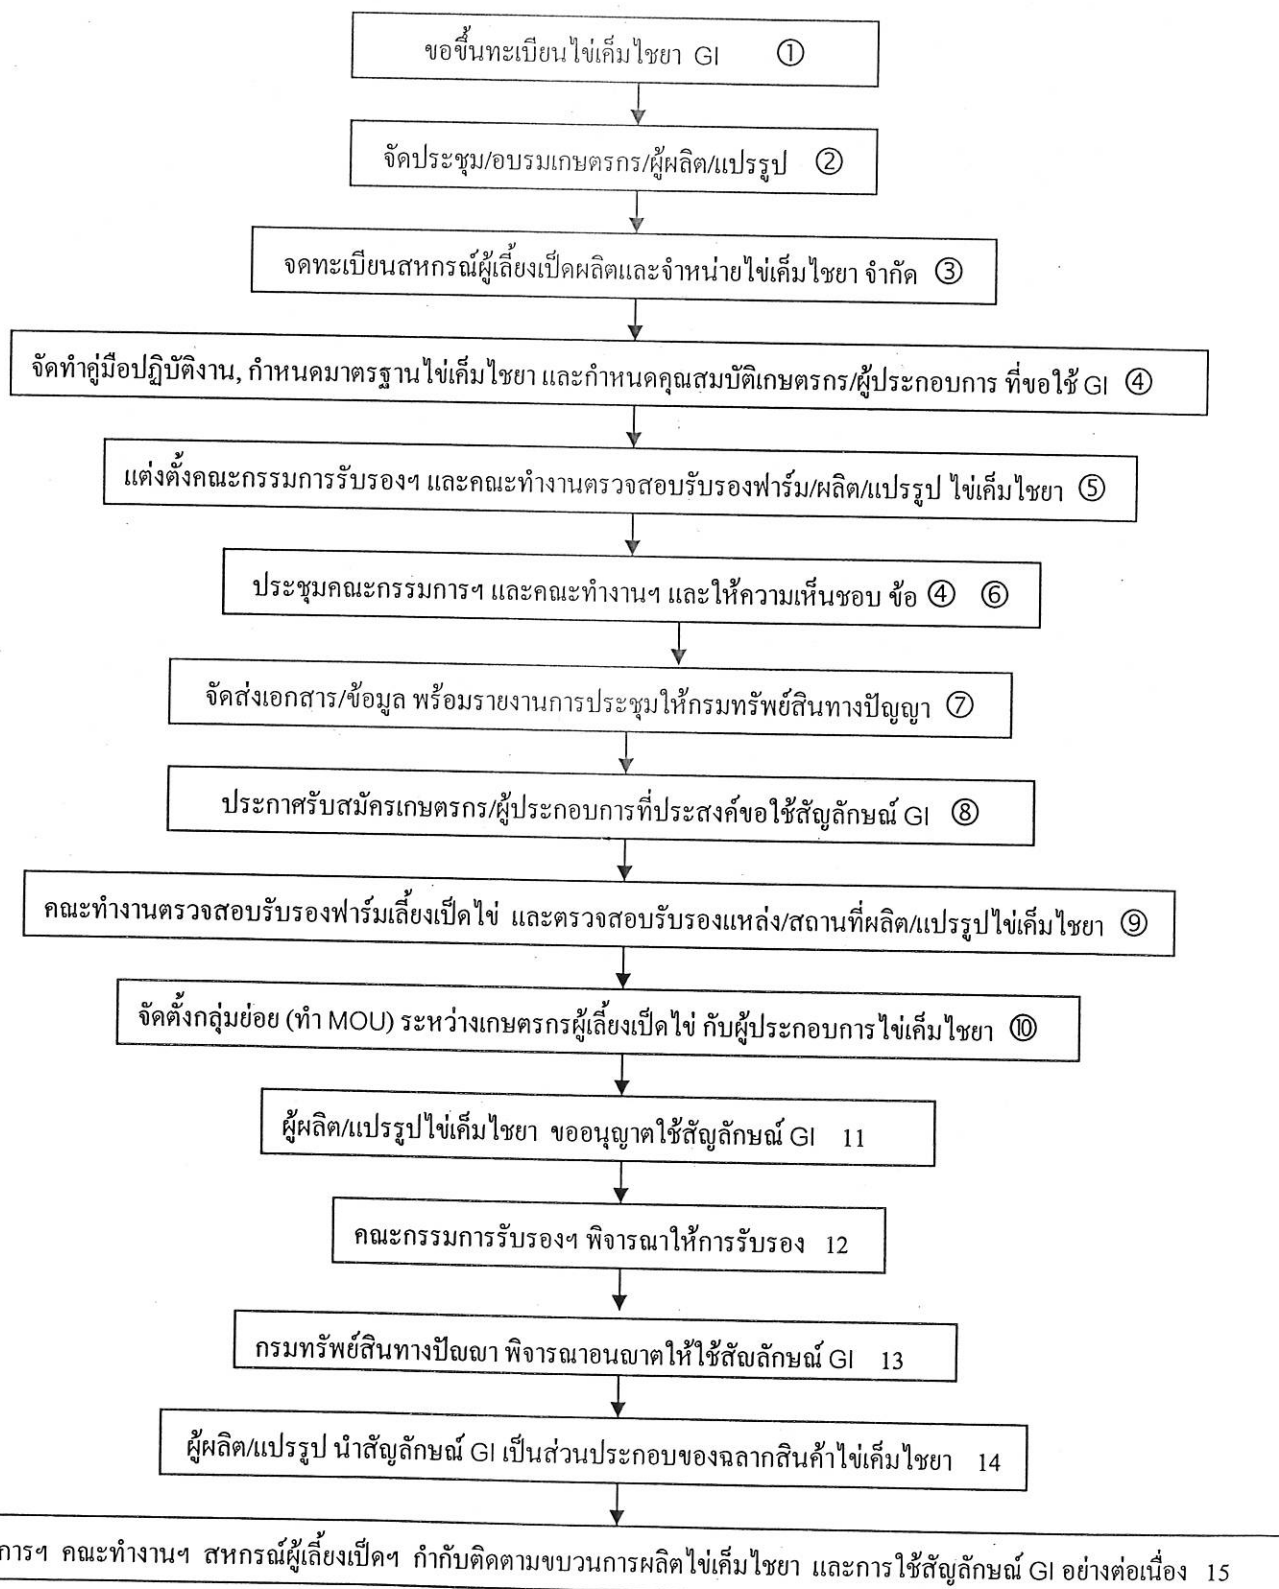 ขอขึ้นทะเบียนไข่เค็มไชยา GI ①
จัดประชุม/อบรมเกษตรกร/ผู้ผลิต/แปรรูป ②
จดทะเบียนสหกรณ์ผู้เลี้ยงเป็ดผลิตและจำหน่ายไข่เค็มไชยา จำกัด ③
จัดทำคู่มือปฏิบัติงาน, กำหนดมาตรฐานไข่เค็มไชยา และกำหนดคุณสมบัติเกษตรกร/ผู้ประกอบการ ที่ขอใช้ GI ④
แต่งตั้งคณะกรรมการรับรองฯ และคณะทำงานตรวจสอบรับรองฟาร์ม/ผลิต/แปรรูป ไข่เค็มไชยา ⑤
ประชุมคณะกรรมการฯ และคณะทำงานฯ และให้ความเห็นชอบ ข้อ ④ ⑥
จัดส่งเอกสาร/ข้อมูล พร้อมรายงานการประชุมให้กรมทรัพย์สินทางปัญญา ⑦
ประกาศรับสมัครเกษตรกร/ผู้ประกอบการที่ประสงค์ขอใช้สัญลักษณ์ GI ⑧
คณะทำงานตรวจสอบรับรองฟาร์มเลี้ยงเป็ดไข่ และตรวจสอบรับรองแหล่ง/สถานที่ผลิต/แปรรูปไข่เค็มไชยา ⑨
จัดตั้งกลุ่มย่อย (ทำ MOU) ระหว่างเกษตรกรผู้เลี้ยงเป็ดไข่ กับผู้ประกอบการไข่เค็มไชยา ⑩
ผู้ผลิต/แปรรูปไข่เค็มไชยา ขออนุญาตใช้สัญลักษณ์ GI 11
คณะกรรมการรับรองฯ พิจารณาให้การรับรอง 12
กรมทรัพย์สินทางปัญญา พิจารณาอนุญาตให้ใช้สัญลักษณ์ GI 13
ผู้ผลิต/แปรรูป นำสัญลักษณ์ GI เป็นส่วนประกอบของฉลากสินค้าไข่เค็มไชยา 14
การฯ คณะทำงานฯ สหกรณ์ผู้เลี้ยงเป็ดฯ กำกับติดตามขบวนการผลิตไข่เค็มไชยา และการใช้สัญลักษณ์ GI อย่างต่อเนื่อง 15